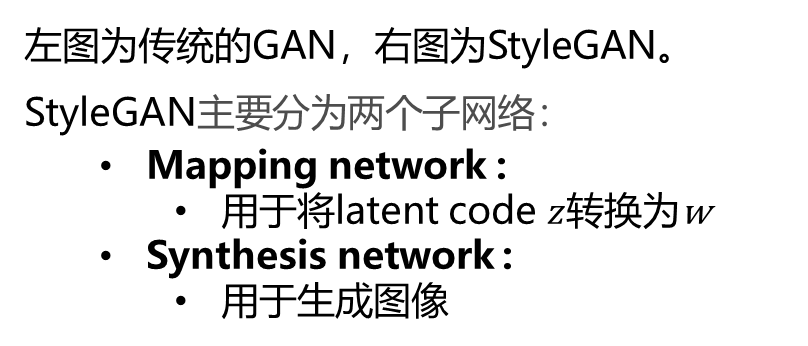 左图为传统的GAN，右图为StyleGAN。
StyleGAN主要分为两个子网络：
• Mapping network :
• 用于将latent code z转换为w
• Synthesis network :
• 用于生成图像